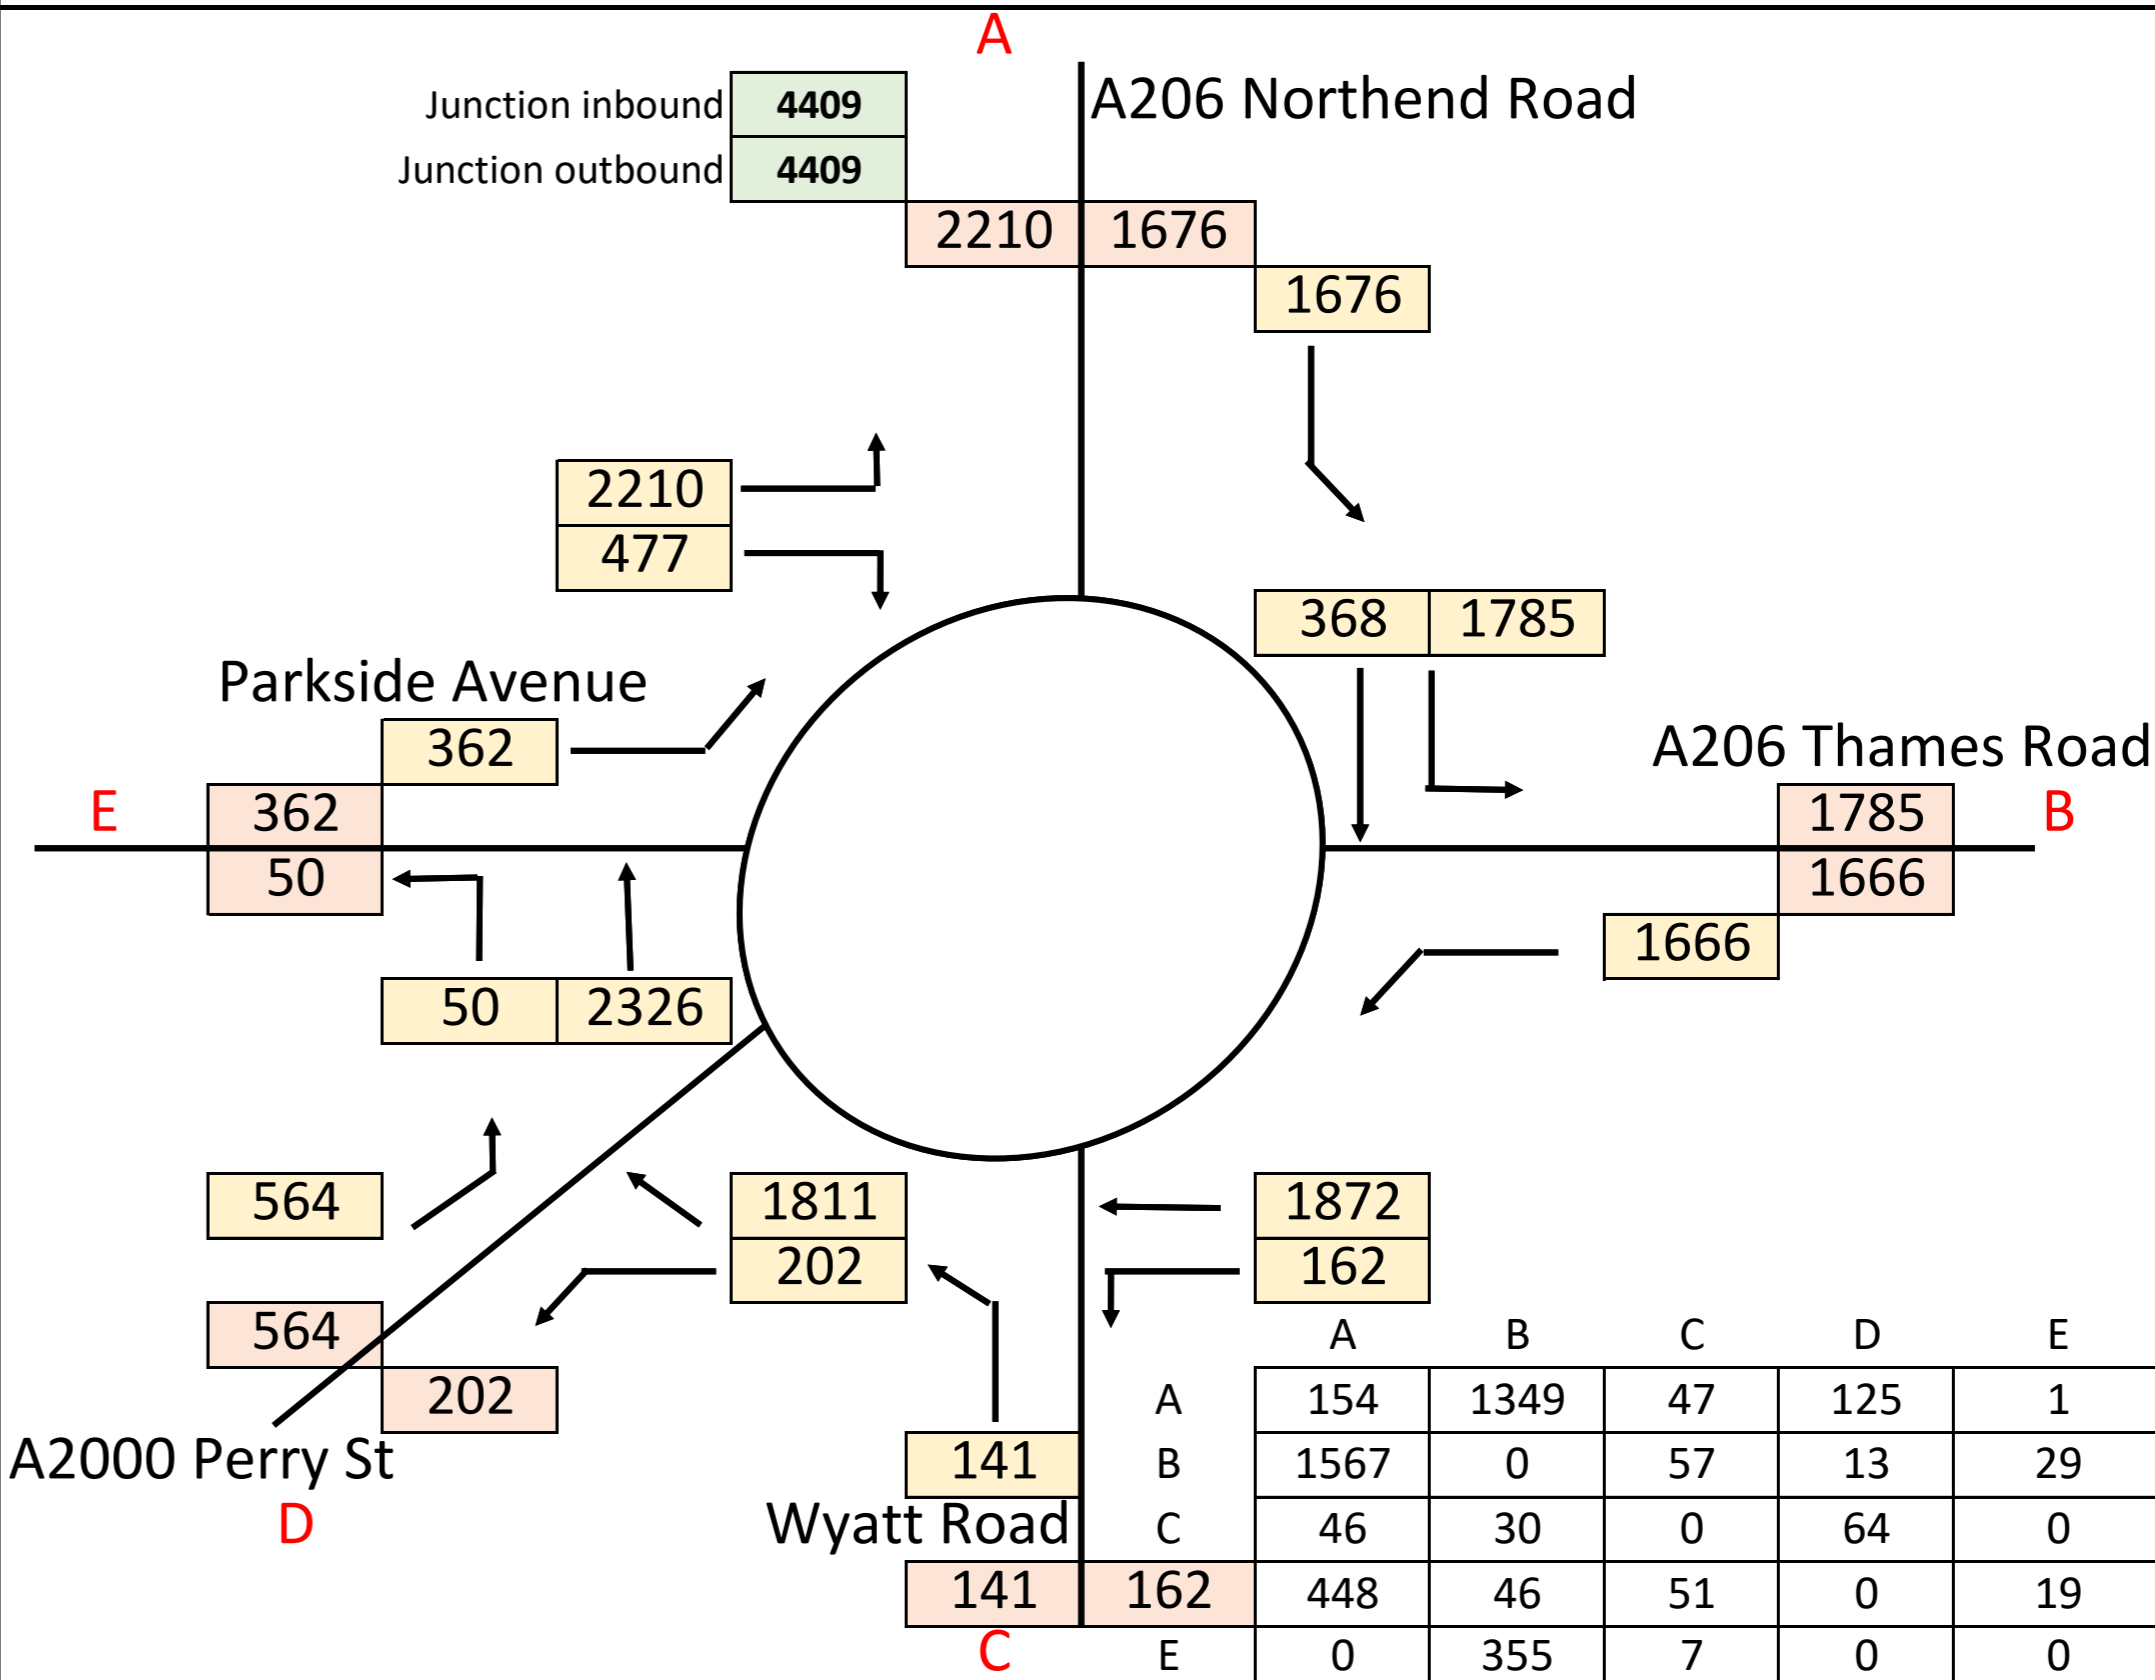 A
Junction inbound 4409 A206 Northend Road
Junction outbound 4409
2210 1676
1676
2210
477
368 1785
Parkside Avenue
362
A206 Thames Road
E 362 1785 B
50 1666
1666
50 2326
564 1811 1872
202 162
564
202
A2000 Perry St
D
141
Wyatt Road
141 162
C
A B C D E
A 154 1349 47 125 1
B 1567 0 57 13 29
C 46 30 0 64 0
448 46 51 0 19
E 0 355 7 0 0